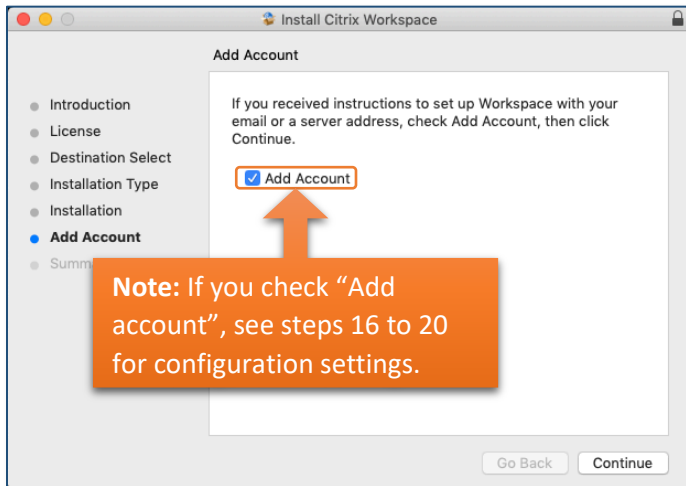 Install Citrix Workspace
Add Account
Introduction
License
Destination Select
Installation Type
Installation
Add Account
Summ
If you received instructions to set up Workspace with your
email or a server address, check Add Account, then click
Continue.
Add Account
Note: If you check “Add
account”, see steps 16 to 20
for configuration settings.
Go Back
Continue